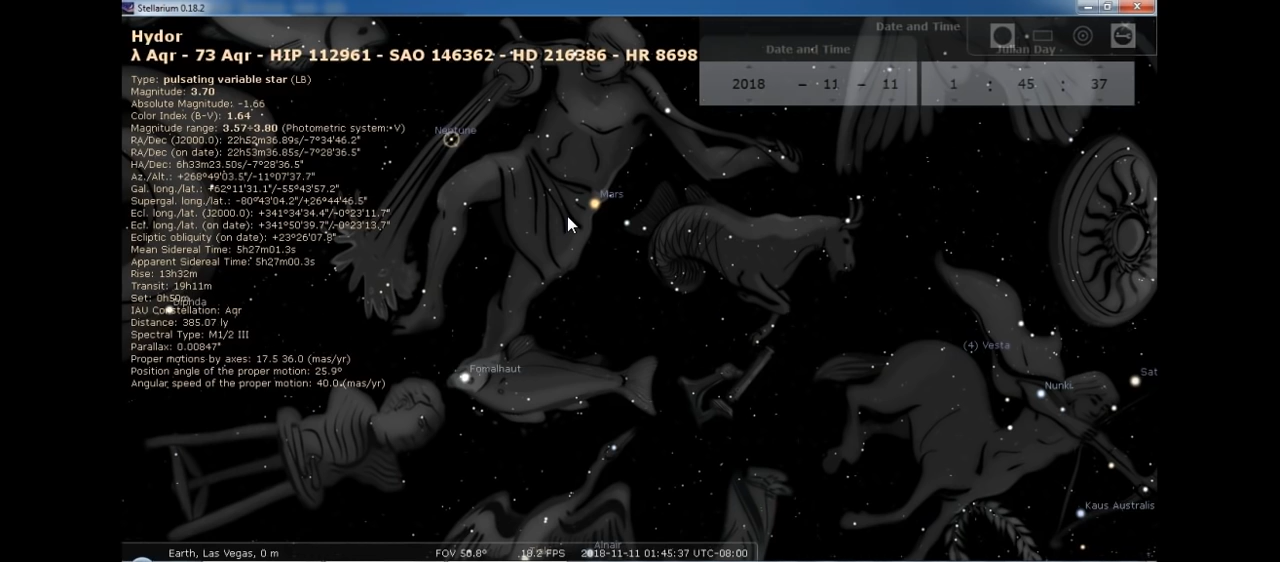 Stellarium 0.18.2
Hydor
λ Aqr - 73 Aqr - HIP 112961 - SAO 146362 - HD 216386 - HR 8698
Type: pulsating variable star (LB)
Magnitude: 3.70
Absolute Magnitude: -1.66
Color Index (B-V): 1.64
Magnitude range: 3.57÷3.80 (Photometric system: V)
RA/Dec (J2000.0): 22h52m36.89s/-7°34'46.2"
RA/Dec (on date): 22h53m36.85s/-7°28'36.5"
HA/Dec: 6h33m23.50s/-7°28'36.5"
Az./Alt.: +268°49'03.5"/-11°07'37.7"
Gal. long./lat.: +62°11'31.1"/-55°43'57.2"
Supergal. long./lat.: -80°43'04.2"/+26°44'46.5"
Ecl. long./lat. (J2000.0): +341°34'34.4"/-0°23'11.7"
Ecl. long./lat. (on date): +341°50'39.7"/-0°23'13.7"
Ecliptic obliquity (on date): +23°26'07.8"
Mean Sidereal Time: 5h27m01.3s
Apparent Sidereal Time: 5h27m00.3s
Rise: 13h32m
Transit: 19h11m
Set: 0h50m
IAU Constellation: Aqr
Distance: 385.07 ly
Spectral Type: M1/2 III
Parallax: 0.00847"
Proper motions by axes: 17.5 36.0 (mas/yr)
Position angle of the proper motion: 25.9°
Angular speed of the proper motion: 40.0 (mas/yr)
Date and Time
Date and Time
Julian Day
2018 - 11 - 11
1 : 45 : 37
Neptune
Mars
Diphda
(4) Vesta
Fomalhaut
Sat
Nunki
Kaus Australis
Alnair
Earth, Las Vegas, 0 m
FOV 50.8°
18.2 FPS
2018-11-11 01:45:37 UTC-08:00